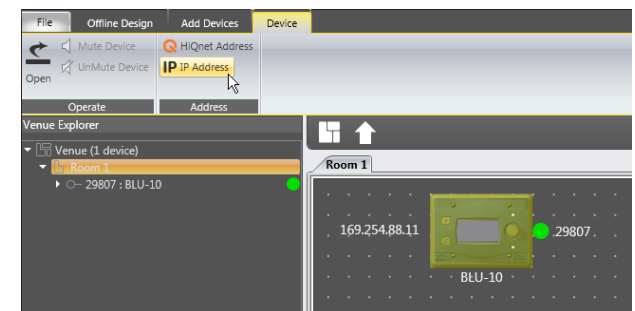 File Offline Design Add Devices Device
Mute Device HiQnet Address
UnMute Device IP IP Address
Open
Operate Address
Venue Explorer
Venue (1 device)
Room 1
29807 : BLU-10
Room 1
169.254.88.11 29807
BLU-10